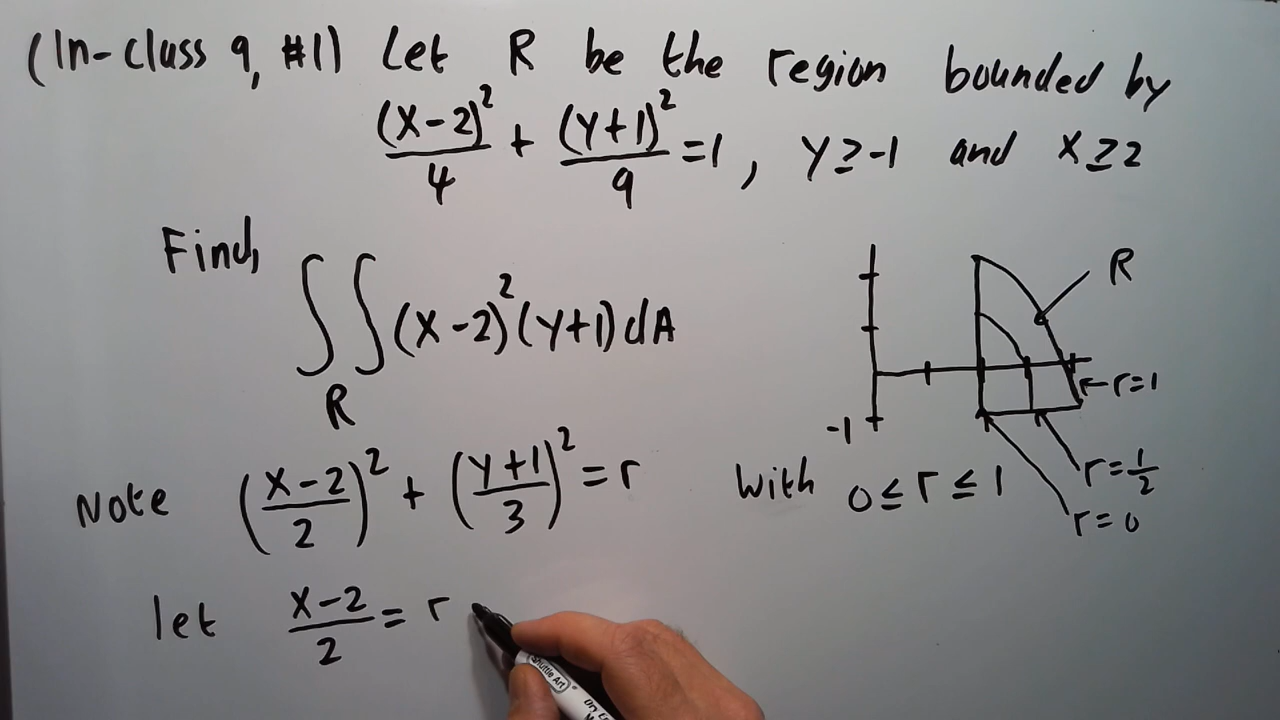 (In-class 9, #1) Let R be the region bounded by
(x-2)²/4 + (y+1)²/9 = 1, y ≥ -1 and x ≥ 2
Find,
∫∫_R (x-2)²(y+1) dA
R
-1
←r=1
r=1/2
r=0
Note ((x-2)/2)² + ((y+1)/3)² = r with 0 ≤ r ≤ 1
let (x-2)/2 = r
Little Art